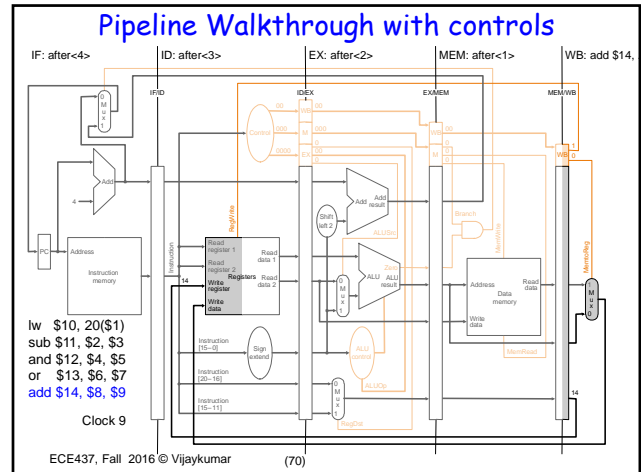 Pipeline Walkthrough with controls
IF: after<4>
ID: after<3>
EX: after<2>
MEM: after<1>
WB: add $14,
IF/ID
ID/EX
EX/MEM
MEM/WB
0
M
u
x
1
Control
00
000
0000
WB
M
EX
00
000
0
0
0
WB
M
00
0
0
0
WB
1
0
Add
4
RegWrite
Shift
left 2
Add
Add
result
ALUSrc
Branch
MemWrite
MemtoReg
PC
Address
Instruction
memory
Instruction
Read
register 1
Read
register 2
Registers
Write
register
Write
data
Read
data 1
Read
data 2
14
0
M
u
x
1
Zero
ALU
ALU
result
Address
Read
data
Data
memory
Write
data
1
M
u
x
0
MemRead
Instruction
[15–0]
Sign
extend
ALU
control
Instruction
[20–16]
ALUOp
Instruction
[15–11]
0
M
u
x
1
RegDst
14
lw $10, 20($1)
sub $11, $2, $3
and $12, $4, $5
or $13, $6, $7
add $14, $8, $9
Clock 9
ECE437, Fall 2016 © Vijaykumar
(70)